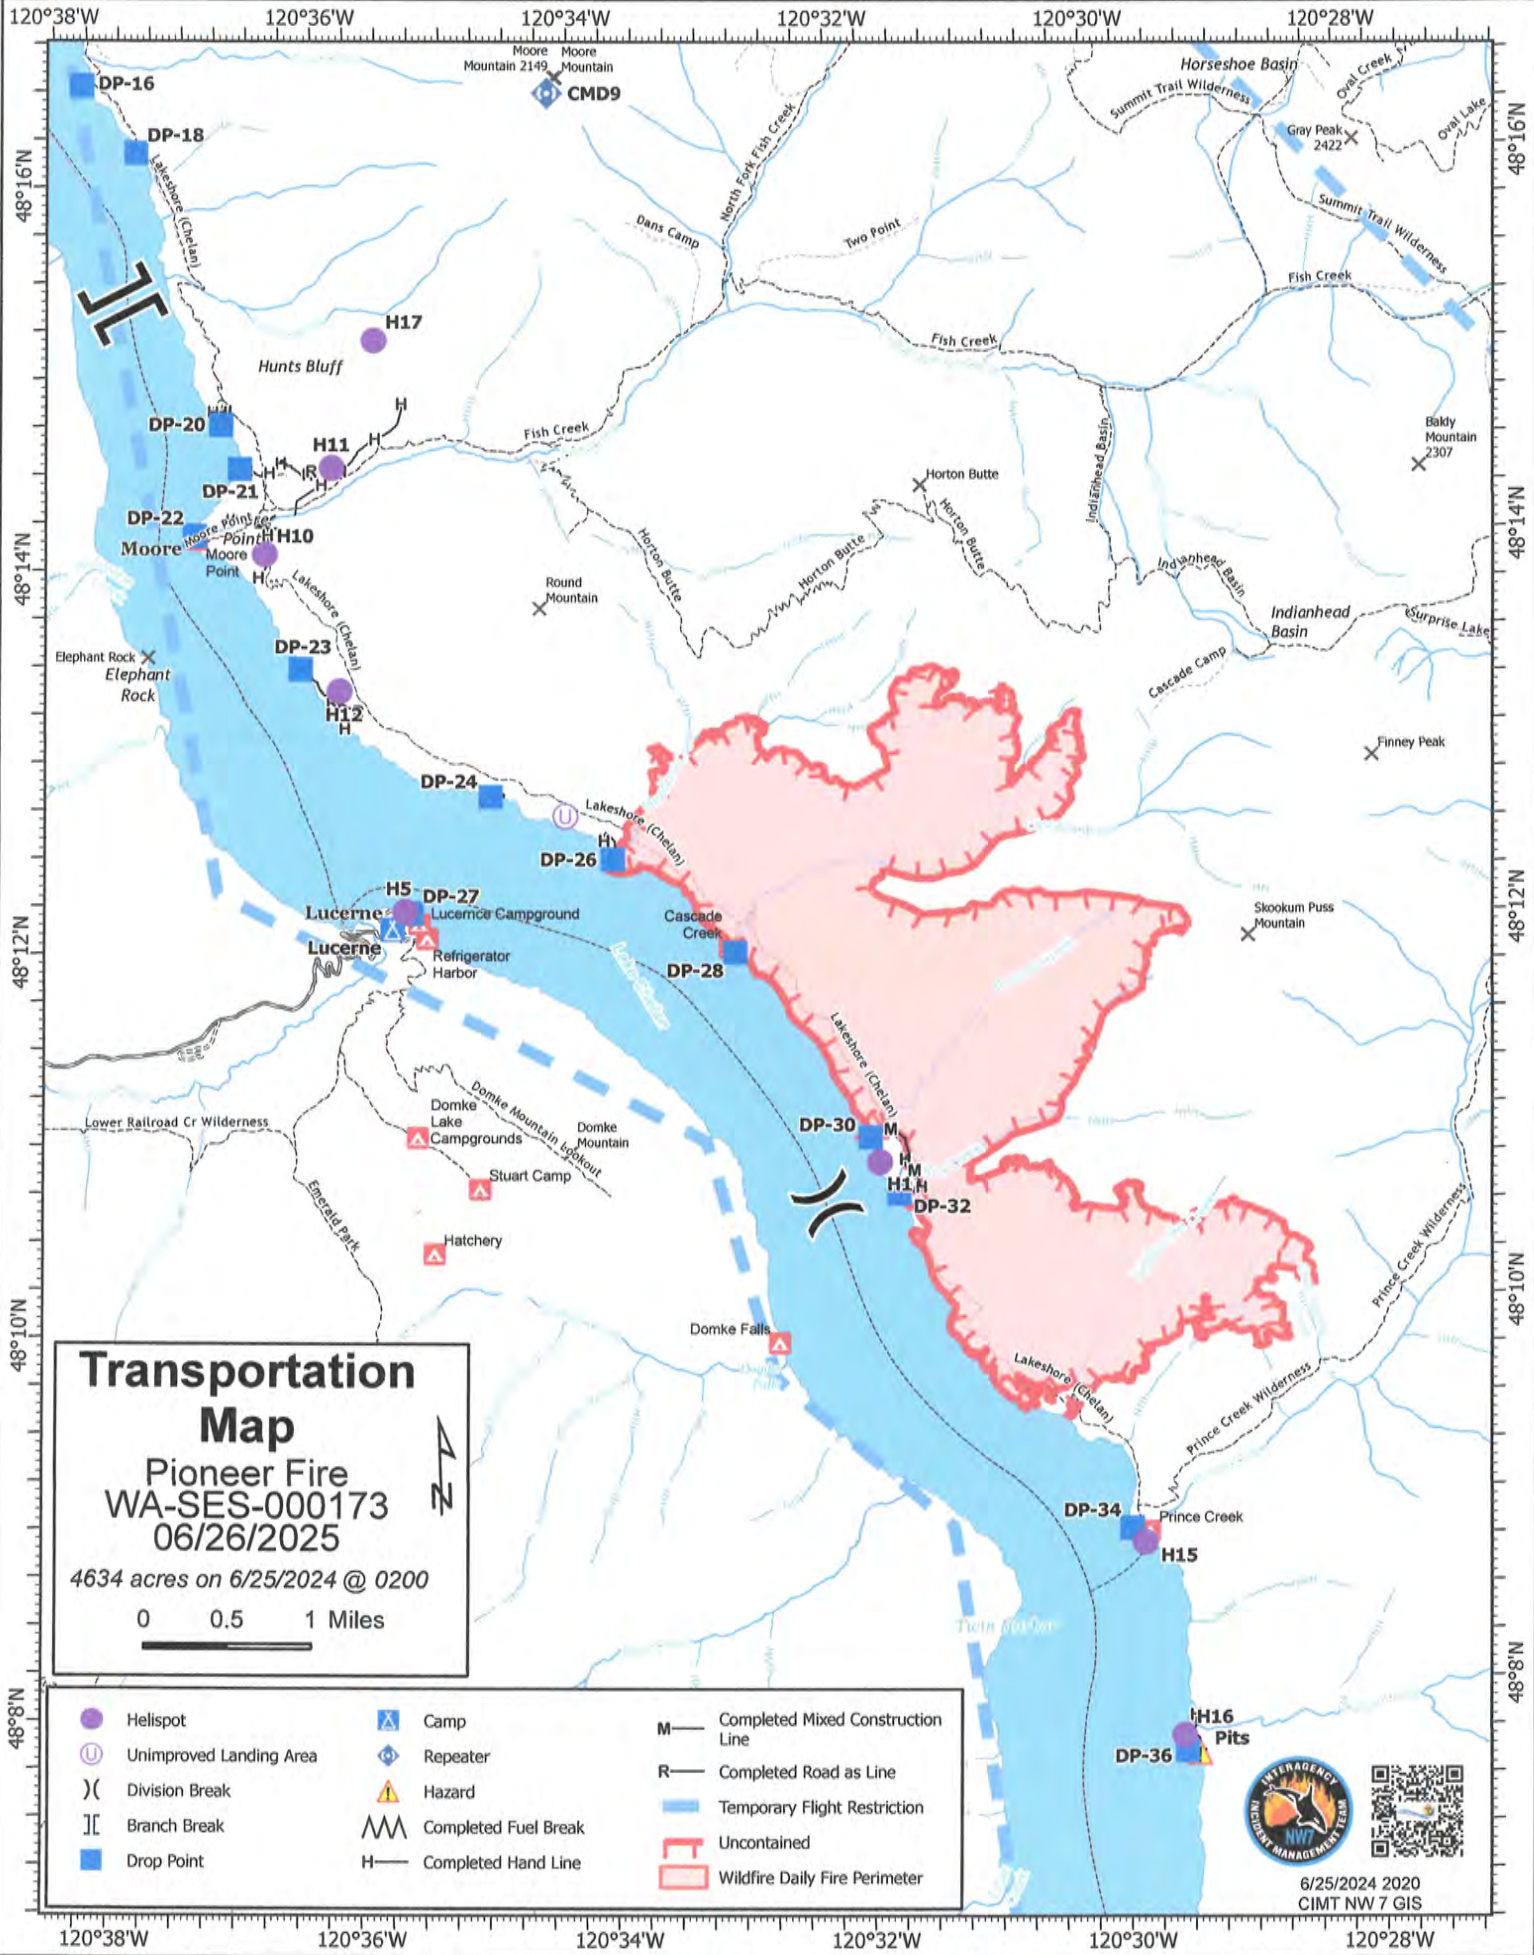 120°38'W 120°36'W 120°34'W 120°32'W 120°30'W 120°28'W
48°16'N
48°14'N
48°12'N
48°10'N
48°8'N
48°16'N
48°14'N
48°12'N
48°10'N
48°8'N
DP-16
DP-18
Lakeshore (Chelan)
Moore
Mountain 2149
Moore
Mountain
CMD9
North Fork Fish Creek
Dans Camp
Two Point
Horseshoe Basin
Summit Trail Wilderness
Oval Creek
Oval Lake
Gray Peak
2422
Summit Trail Wilderness
Fish Creek
Fish Creek
H17
Hunts Bluff
H
H
DP-20
H11
Fish Creek
DP-21
H
H
R
H
DP-22
Moore Point
Moore
Point
H10
Moore
Point
H
Lakeshore (Chelan)
Horton Butte
Horton Butte
Horton Butte
Horton Butte
Indianhead Basin
Baldy
Mountain
2307
Indianhead Basin
Indianhead
Basin
Surprise Lake
Cascade Camp
Round
Mountain
Elephant Rock
Elephant
Rock
DP-23
H12
H
Finney Peak
DP-24
U
Lakeshore (Chelan)
H
DP-26
H5
DP-27
Lucerne
Lucernce Campground
Lucerne
Refrigerator
Harbor
Cascade
Creek
DP-28
Skookum Puss
Mountain
Lakeshore (Chelan)
Lower Railroad Cr Wilderness
Domke
Lake
Campgrounds
Domke Mountain Lookout
Domke
Mountain
Stuart Camp
Emerald Park
Hatchery
DP-30
M
H
M
H1
H
DP-32
Domke Falls
Prince Creek Wilderness
Prince Creek Wilderness
Lakeshore (Chelan)
DP-34
Prince Creek
H15
Twin Harbor
H16
Pits
DP-36
Transportation
Map
Pioneer Fire
WA-SES-000173
06/26/2025
4634 acres on 6/25/2024 @ 0200
0 0.5 1 Miles
N
Helispot
U Unimproved Landing Area
Division Break
Branch Break
Drop Point
Camp
Repeater
Hazard
Completed Fuel Break
H Completed Hand Line
M Completed Mixed Construction
Line
R Completed Road as Line
Temporary Flight Restriction
Uncontained
Wildfire Daily Fire Perimeter
INTERAGENCY
NW7
INCIDENT MANAGEMENT TEAM
6/25/2024 2020
CIMT NW 7 GIS
120°38'W 120°36'W 120°34'W 120°32'W 120°30'W 120°28'W